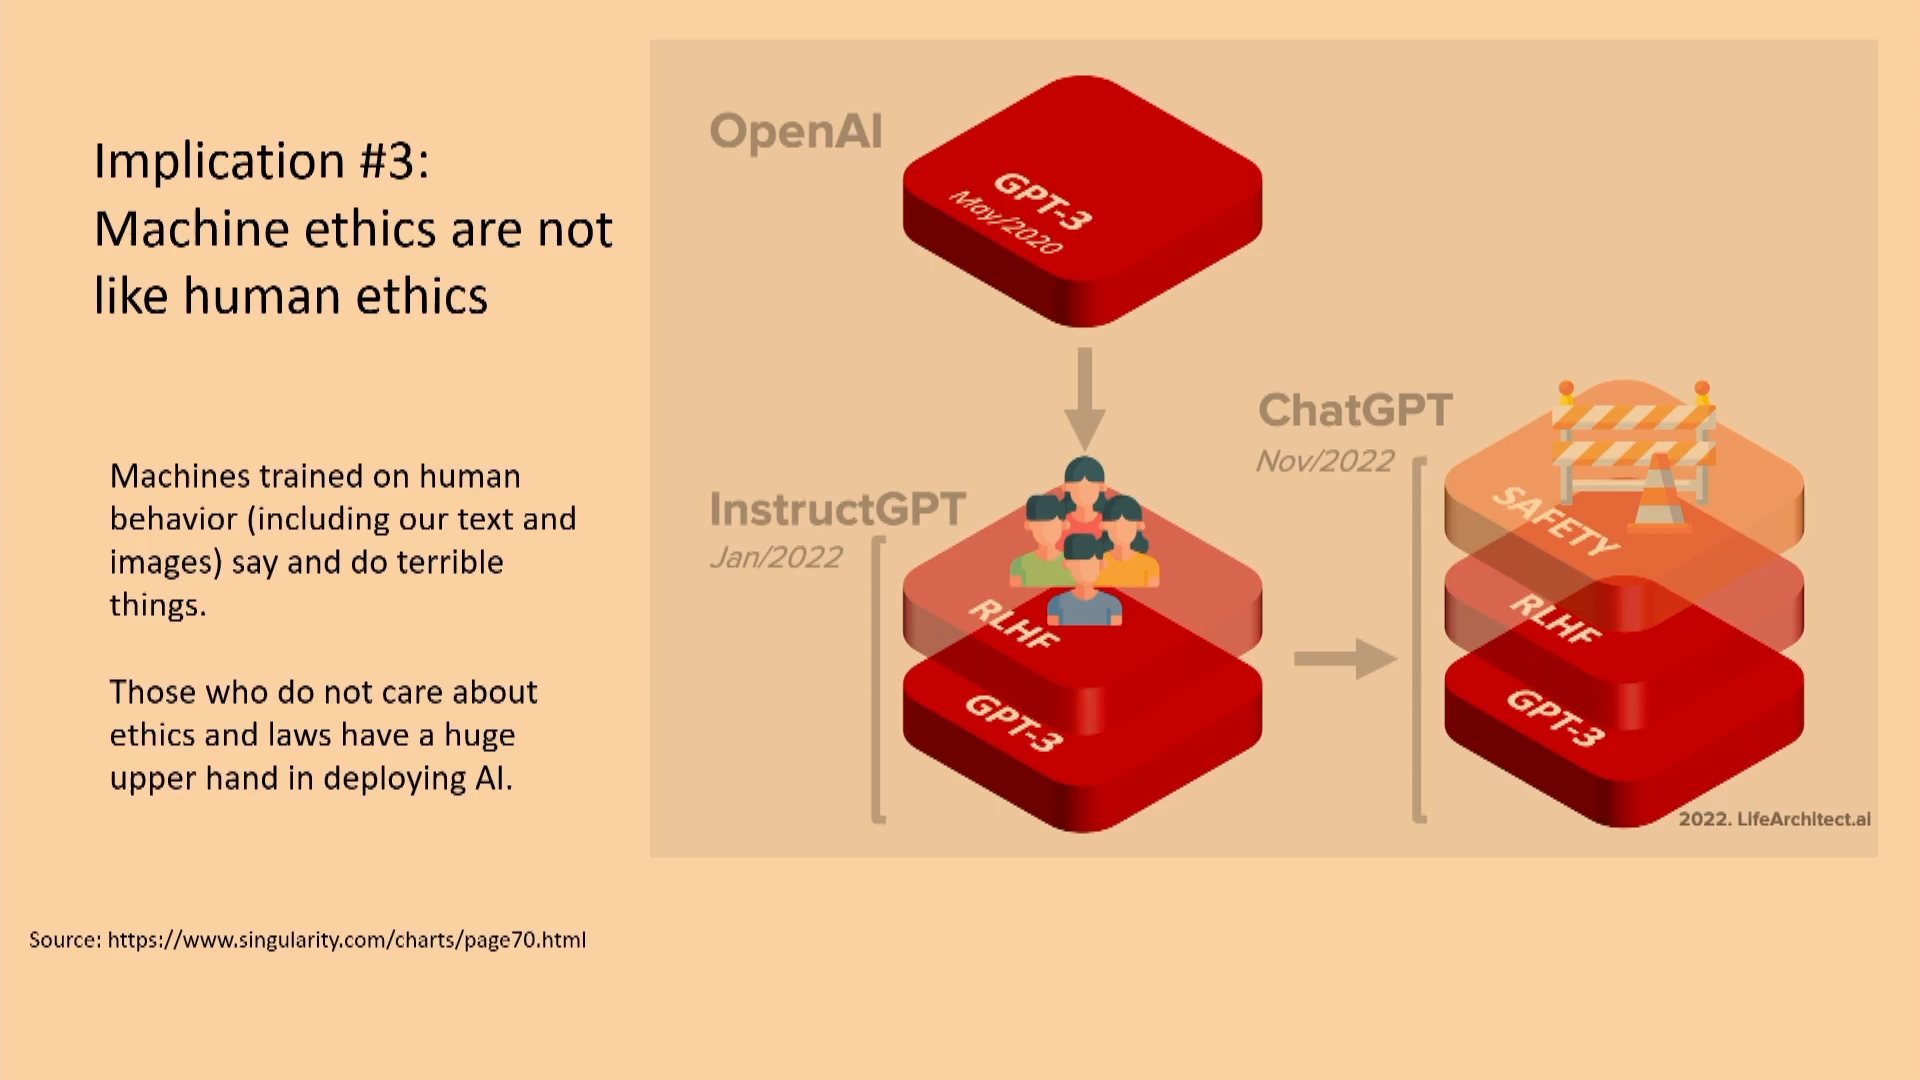 Implication #3:
Machine ethics are not
like human ethics
Machines trained on human
behavior (including our text and
images) say and do terrible
things.
Those who do not care about
ethics and laws have a huge
upper hand in deploying AI.
Source: https://www.singularity.com/charts/page70.html
OpenAI
GPT-3
May/2020
InstructGPT
Jan/2022
RLHF
GPT-3
ChatGPT
Nov/2022
SAFETY
RLHF
GPT-3
2022. LifeArchitect.ai